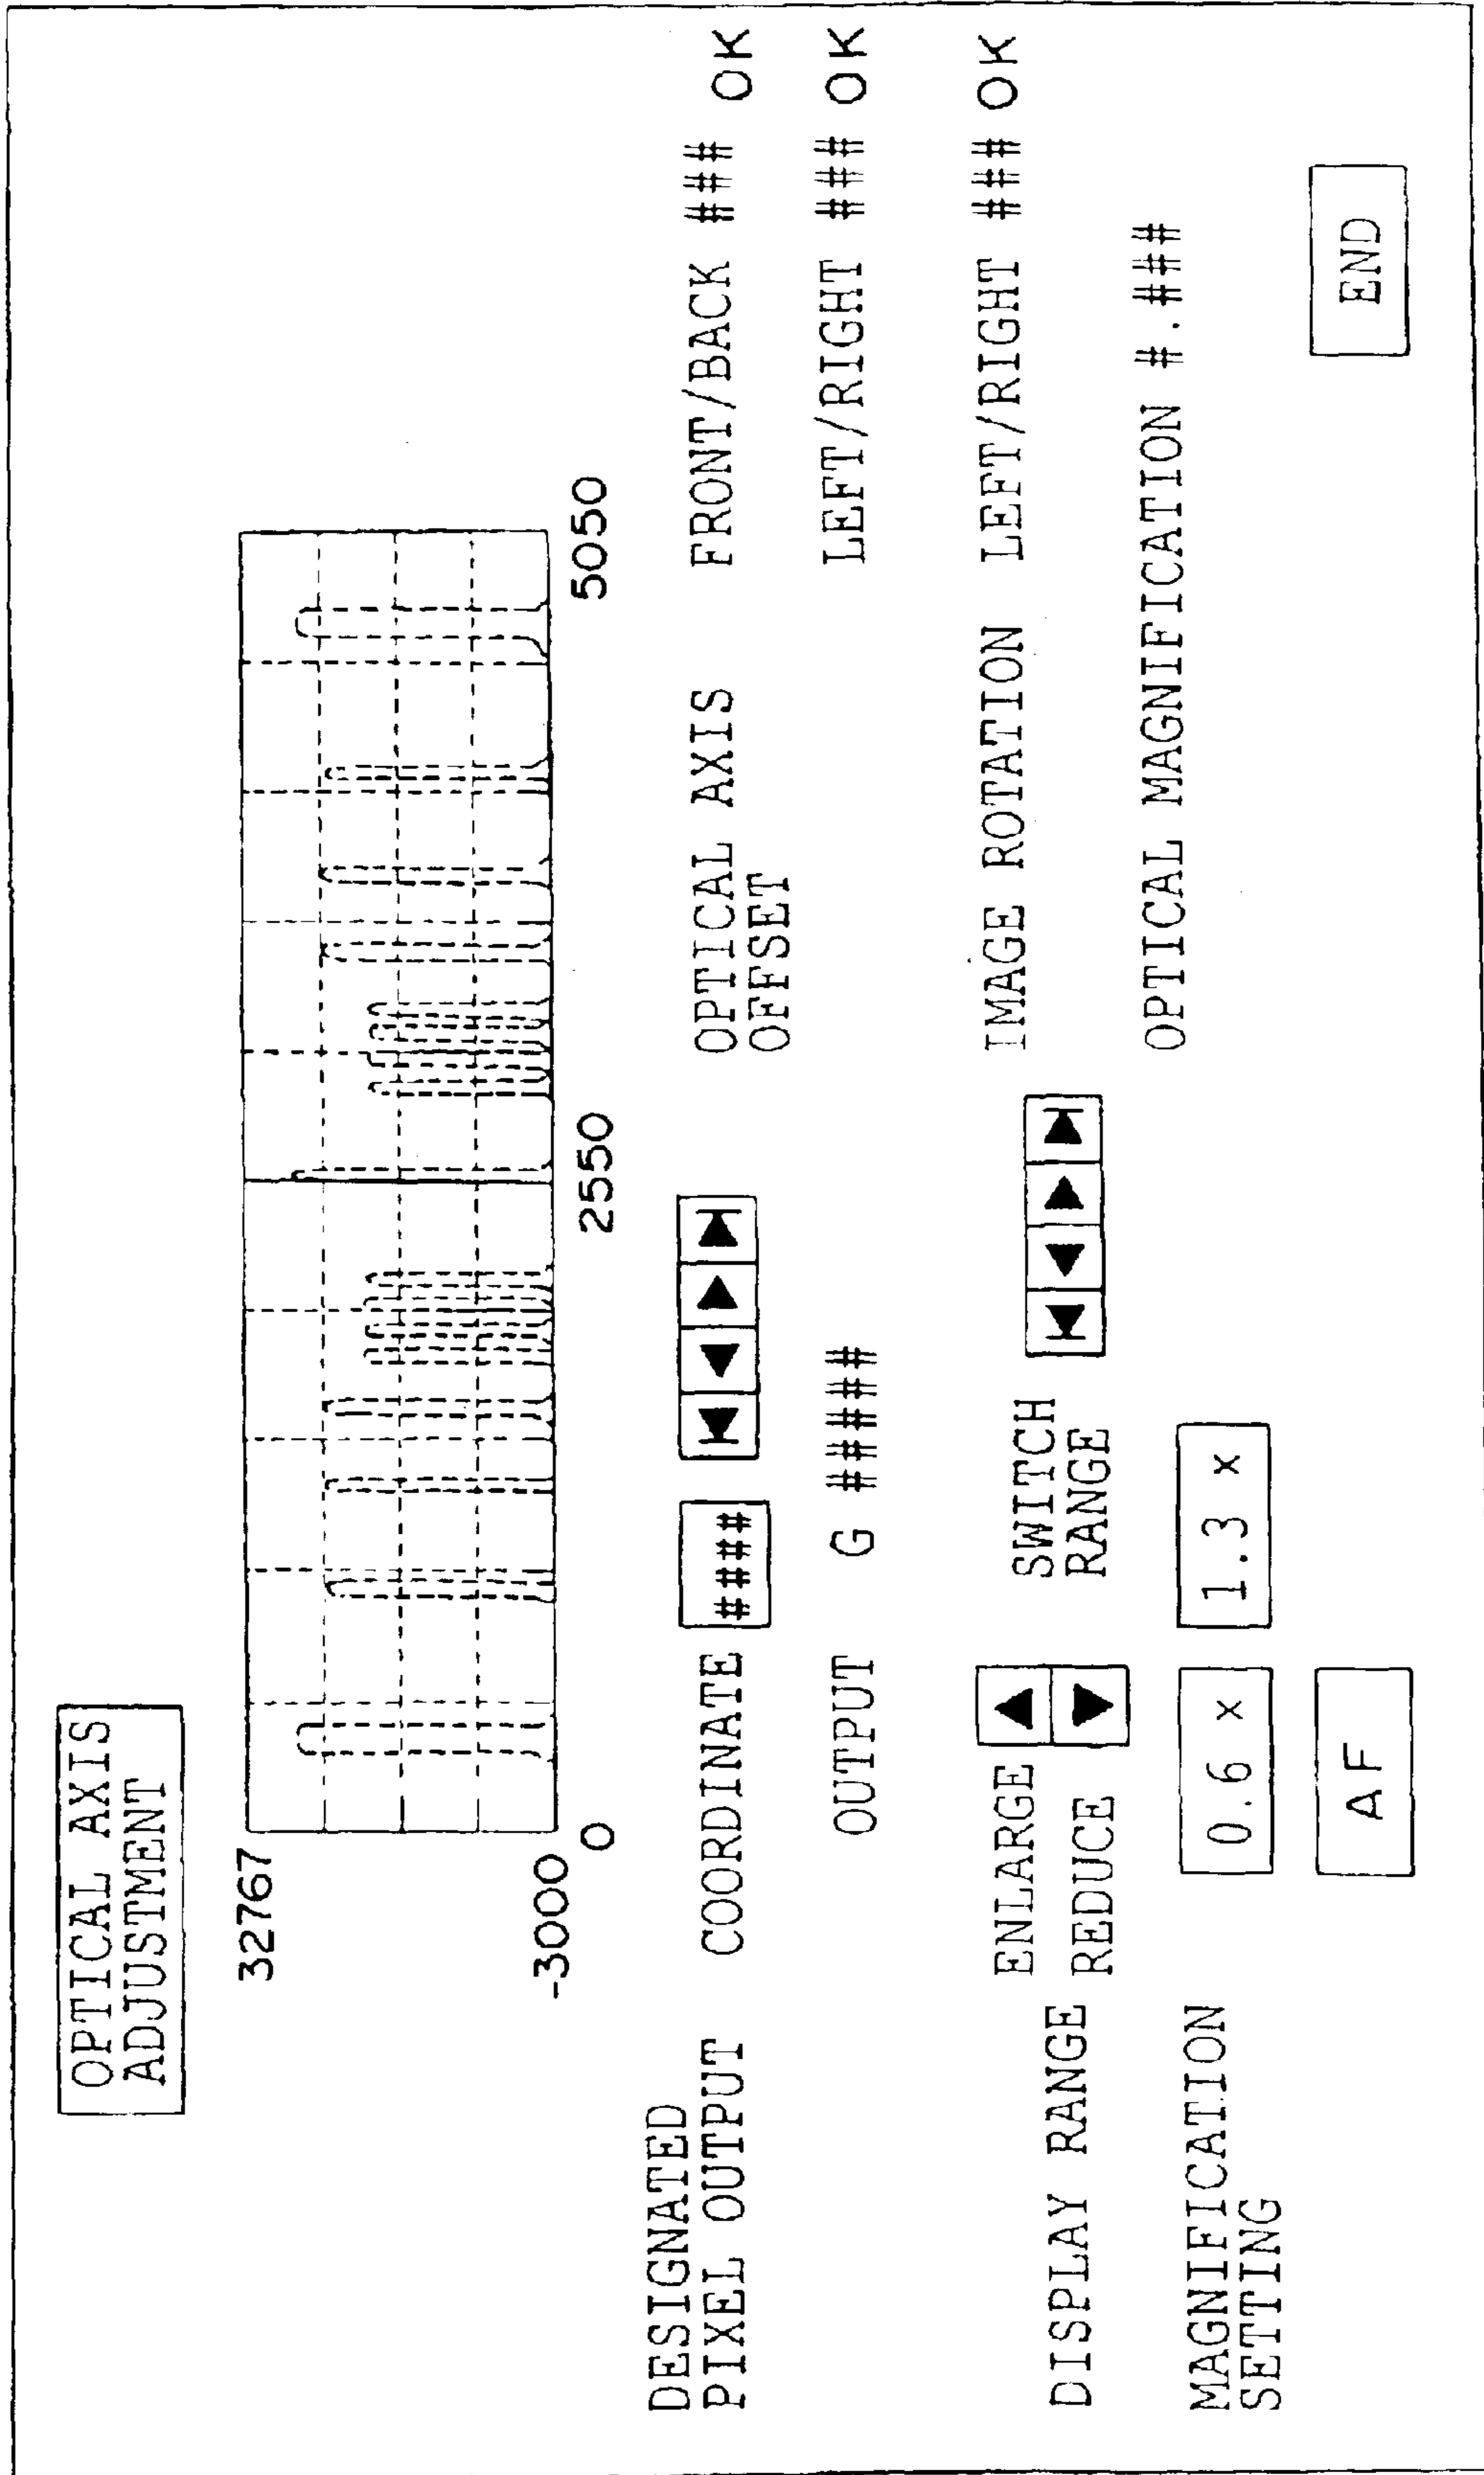 OPTICAL AXIS
ADJUSTMENT
32767
-3000
0
2550
5050
DESIGNATED
PIXEL OUTPUT
COORDINATE
####
OUTPUT
G #####
DISPLAY RANGE
ENLARGE
REDUCE
SWITCH
RANGE
MAGNIFICATION
SETTING
0.6 ×
1.3 ×
AF
OPTICAL AXIS
OFFSET
FRONT/BACK ### OK
LEFT/RIGHT ### OK
IMAGE ROTATION LEFT/RIGHT ### OK
OPTICAL MAGNIFICATION #.###
END